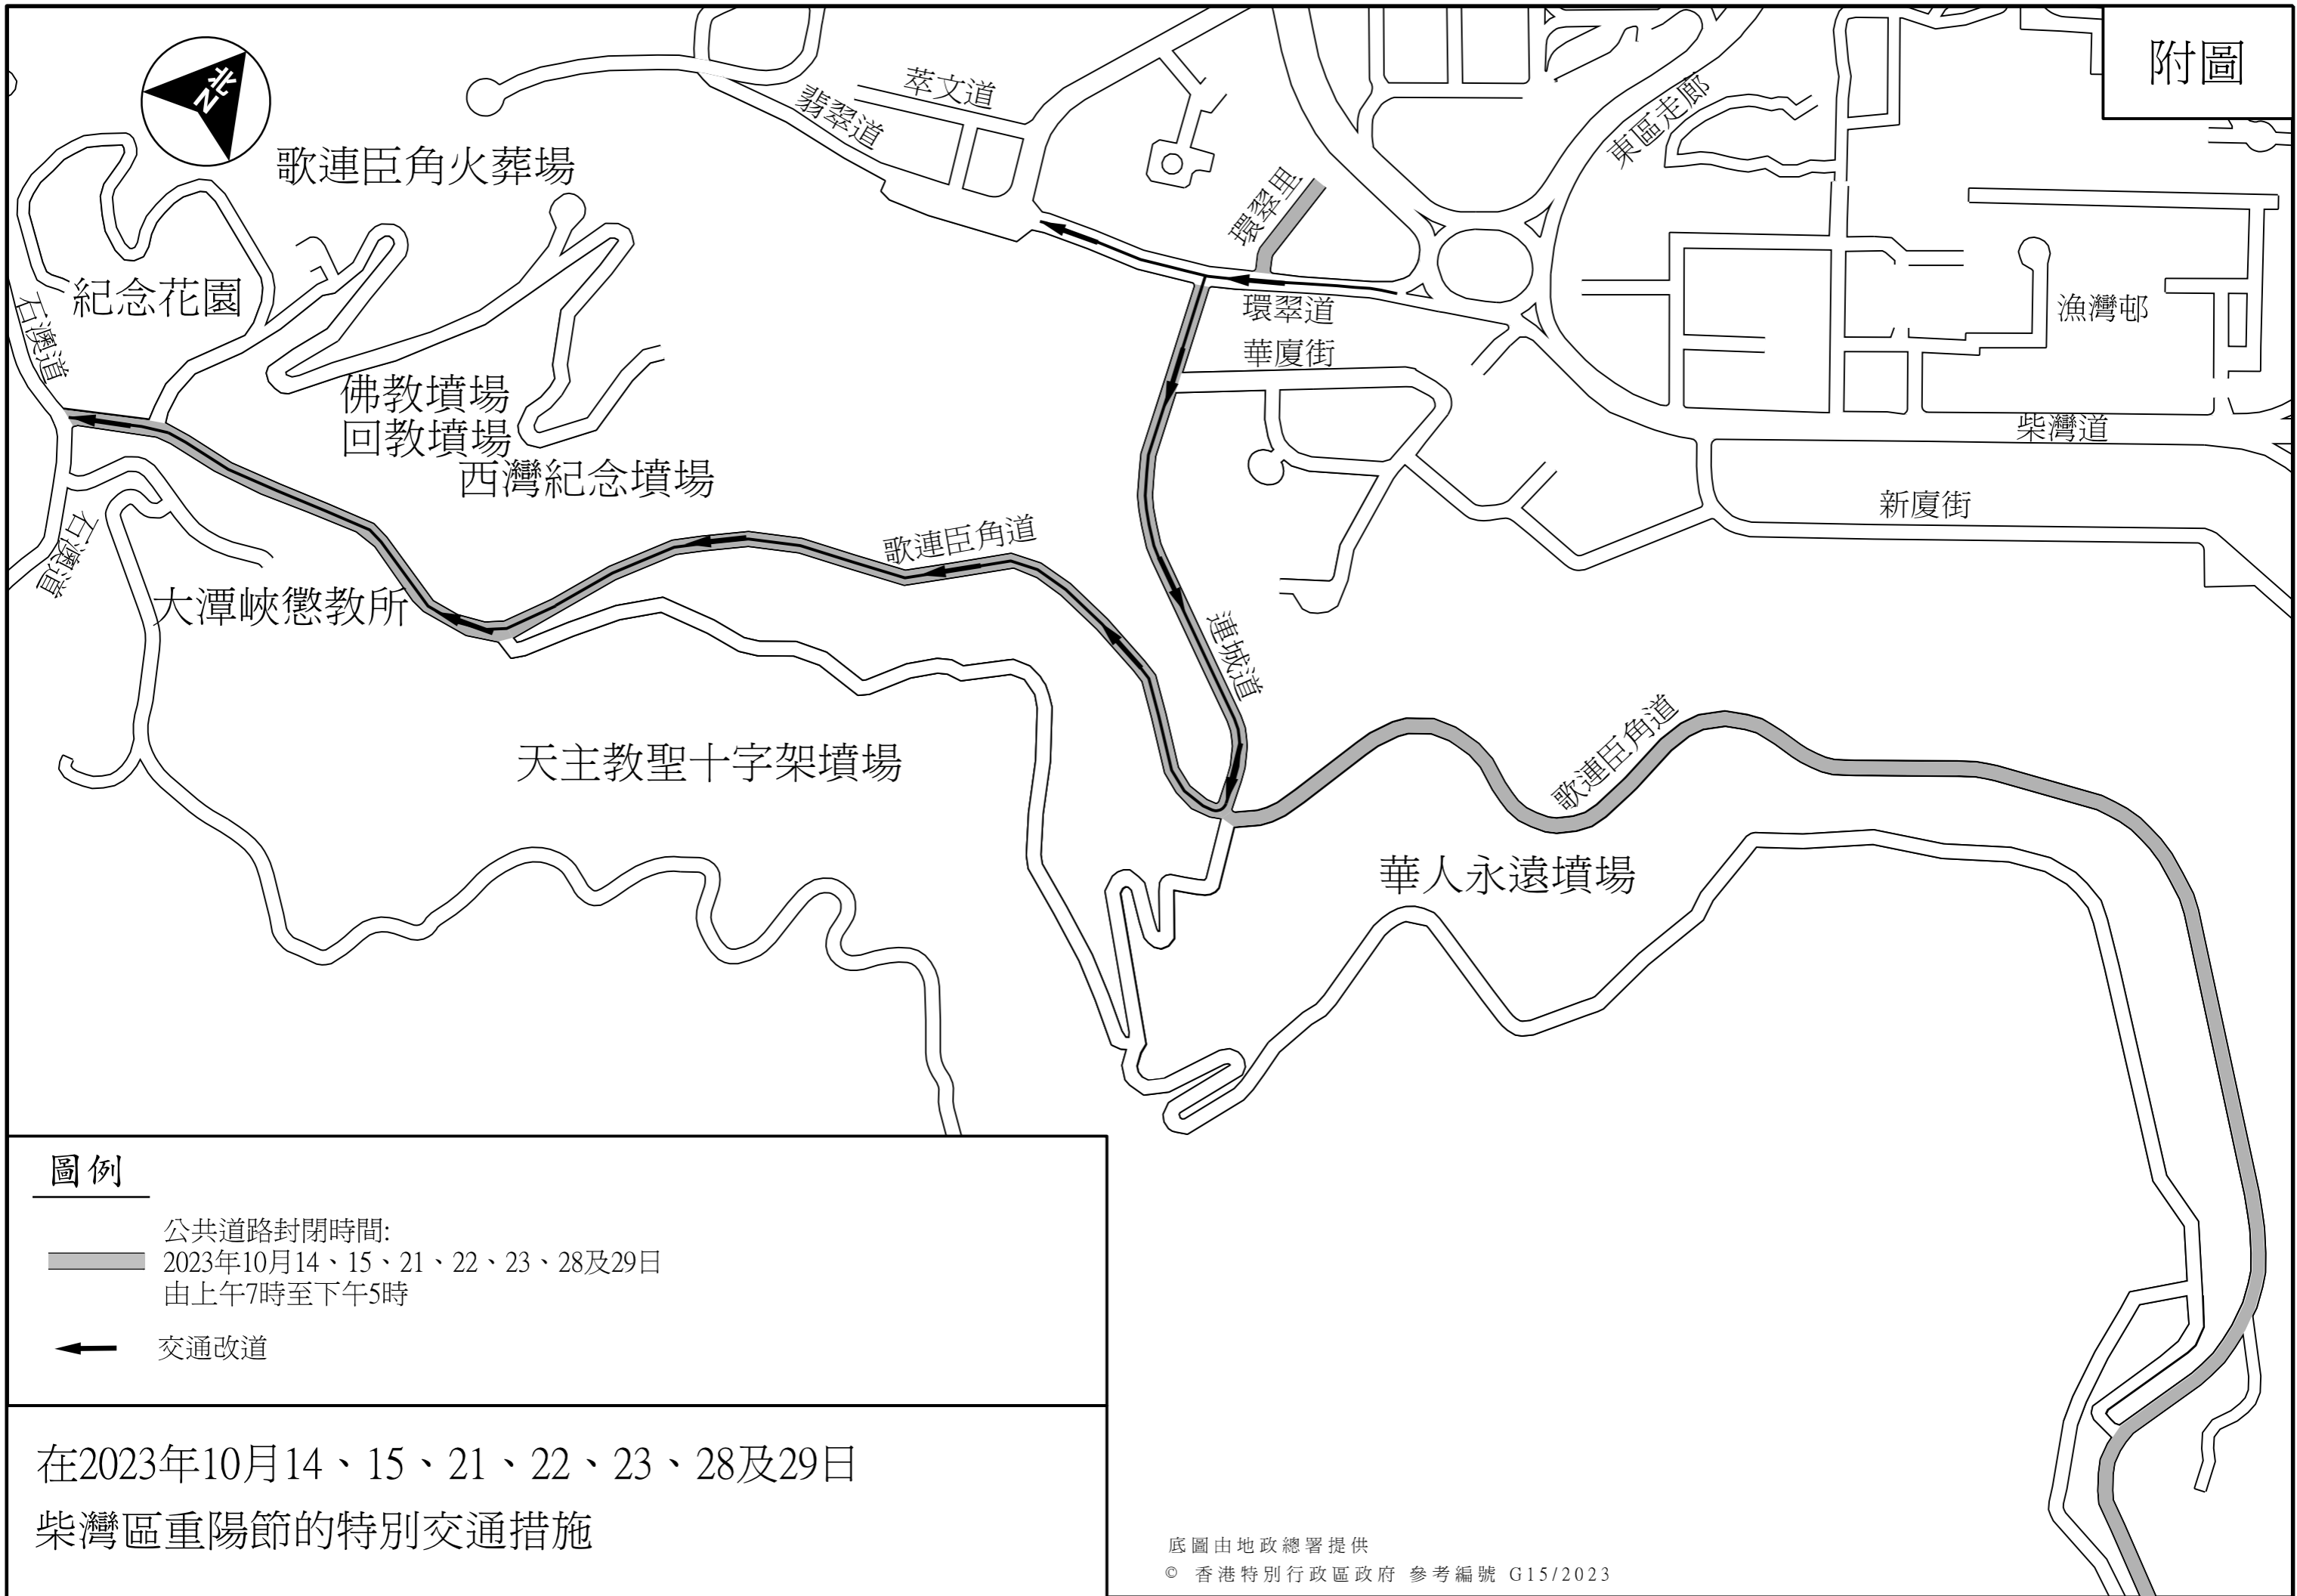 附圖
北
N
萃文道
翡翠道
東區走廊
歌連臣角火葬場
環翠里
紀念花園
石澳道
環翠道
漁灣邨
華廈街
佛教墳場
回教墳場
柴灣道
西灣紀念墳場
新廈街
歌連臣角道
石澳道
大潭峽懲教所
連城道
歌連臣角道
天主教聖十字架墳場
華人永遠墳場
圖例
公共道路封閉時間:
2023年10月14、15、21、22、23、28及29日
由上午7時至下午5時
交通改道
在2023年10月14、15、21、22、23、28及29日
柴灣區重陽節的特別交通措施
底圖由地政總署提供
© 香港特別行政區政府 參考編號 G15/2023